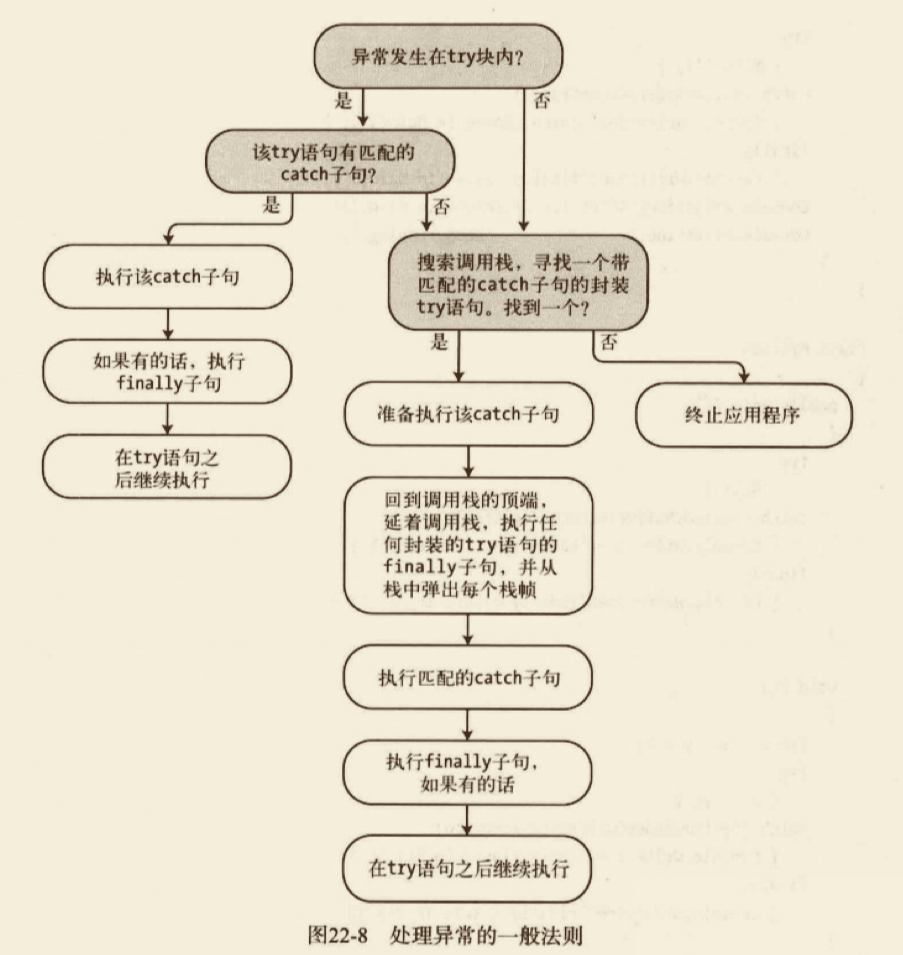 异常发生在try块内？
是
否
该try语句有匹配的
catch子句？
是
否
执行该catch子句
搜索调用栈，寻找一个带
匹配的catch子句的封装
try语句。找到一个？
如果有的话，执行
finally子句
是
否
准备执行该catch子句
终止应用程序
在try语句之
后继续执行
回到调用栈的顶端，
延着调用栈，执行任
何封装的try语句的
finally子句，并从
栈中弹出每个栈帧
执行匹配的catch子句
执行finally子句，
如果有的话
在try语句之后继续执行
图22-8 处理异常的一般法则